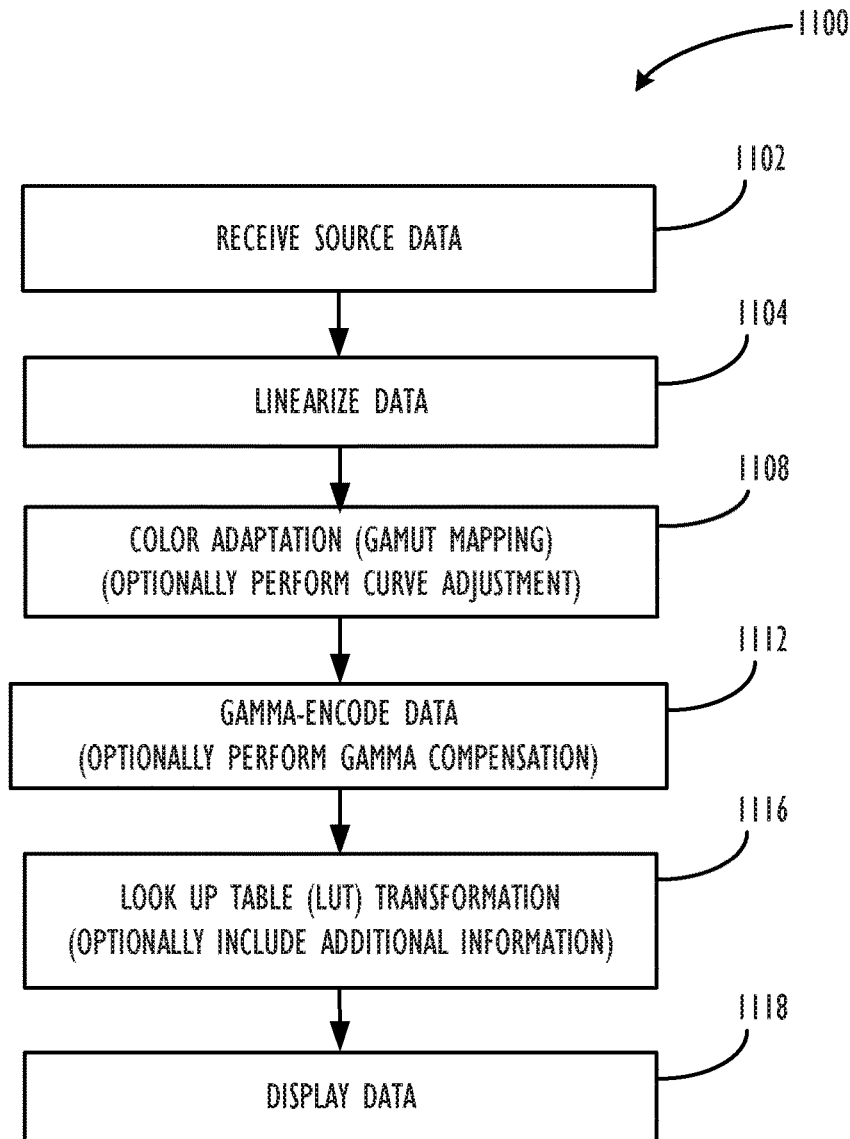 1100
1102
RECEIVE SOURCE DATA
1104
LINEARIZE DATA
1108
COLOR ADAPTATION (GAMUT MAPPING)
(OPTIONALLY PERFORM CURVE ADJUSTMENT)
1112
GAMMA-ENCODE DATA
(OPTIONALLY PERFORM GAMMA COMPENSATION)
1116
LOOK UP TABLE (LUT) TRANSFORMATION
(OPTIONALLY INCLUDE ADDITIONAL INFORMATION)
1118
DISPLAY DATA